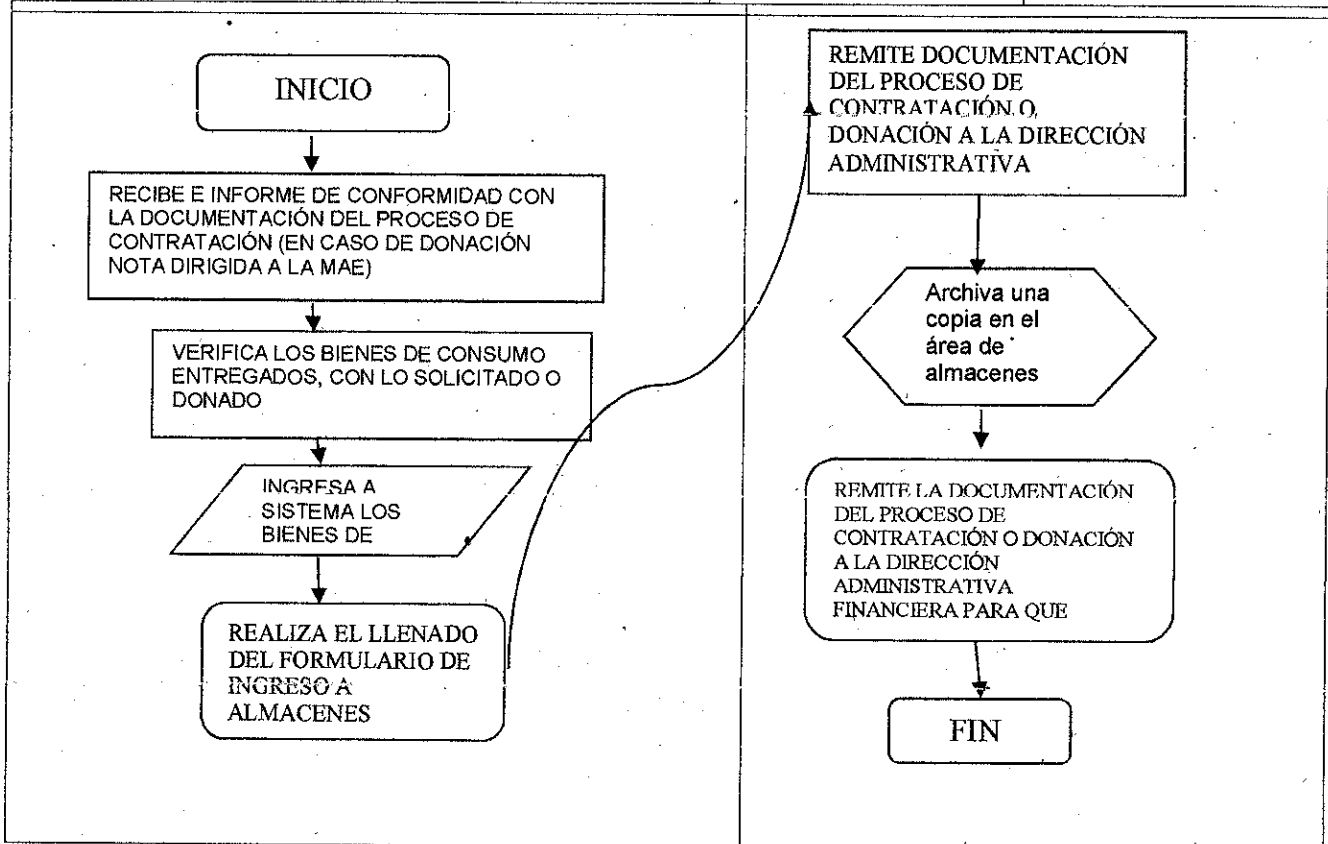 INICIO
RECIBE E INFORME DE CONFORMIDAD CON
LA DOCUMENTACIÓN DEL PROCESO DE
CONTRATACIÓN (EN CASO DE DONACIÓN
NOTA DIRIGIDA A LA MAE)
VERIFICA LOS BIENES DE CONSUMO
ENTREGADOS, CON LO SOLICITADO O
DONADO
INGRESA A
SISTEMA LOS
BIENES DE
REALIZA EL LLENADO
DEL FORMULARIO DE
INGRESO A
ALMACENES
REMITE DOCUMENTACIÓN
DEL PROCESO DE
CONTRATACIÓN O,
DONACIÓN A LA DIRECCIÓN
ADMINISTRATIVA
Archiva una
copia en el
área de
almacenes
REMITE LA DOCUMENTACIÓN
DEL PROCESO DE
CONTRATACIÓN O DONACIÓN
A LA DIRECCIÓN
ADMINISTRATIVA
FINANCIERA PARA QUE
FIN